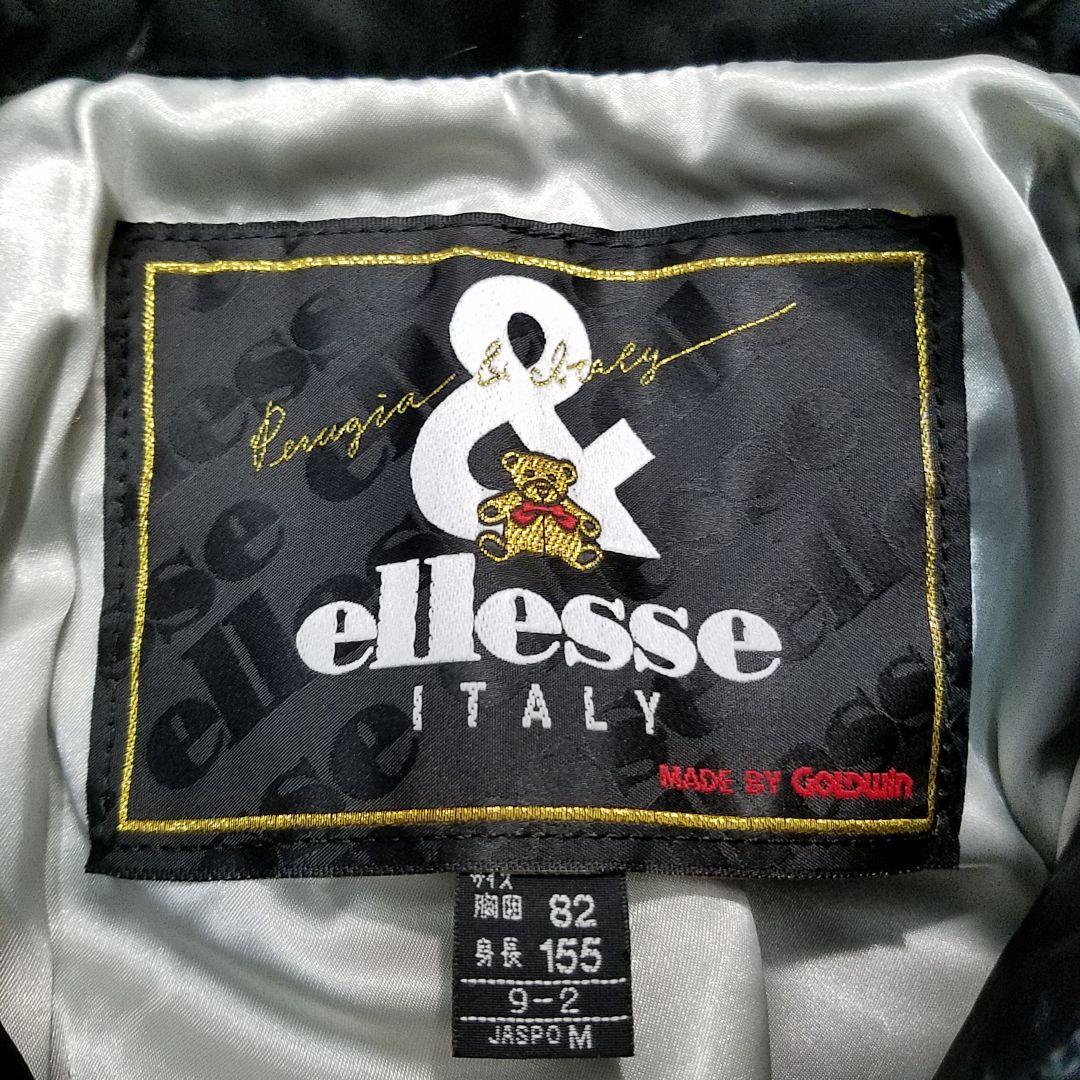 &
Perugia & Italy
ellesse
ITALY
MADE BY GOLDWIN
サイズ
胸囲 82
身長 155
9-2
JASPO M